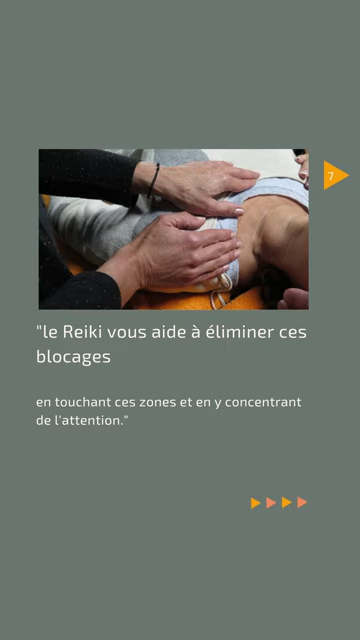 7
"le Reiki vous aide à éliminer ces
blocages
en touchant ces zones et en y concentrant
de l'attention."